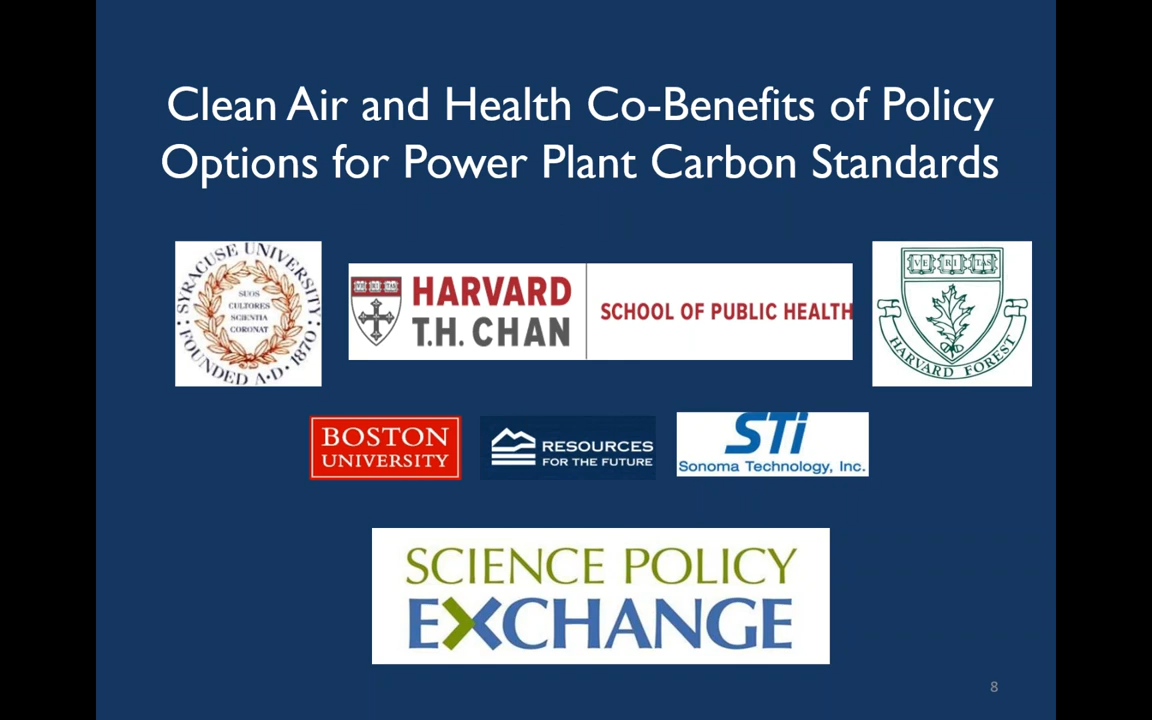 Clean Air and Health Co-Benefits of Policy
Options for Power Plant Carbon Standards
SYRACUSE UNIVERSITY
SUOS
CULTORES
SCIENTIA
CORONAT
FOUNDED A·D·1870
HARVARD
T.H. CHAN
SCHOOL OF PUBLIC HEALTH
VE RI TAS
HARVARD FOREST
BOSTON
UNIVERSITY
RESOURCES
FOR THE FUTURE
STi
Sonoma Technology, Inc.
SCIENCE POLICY
EXCHANGE
8